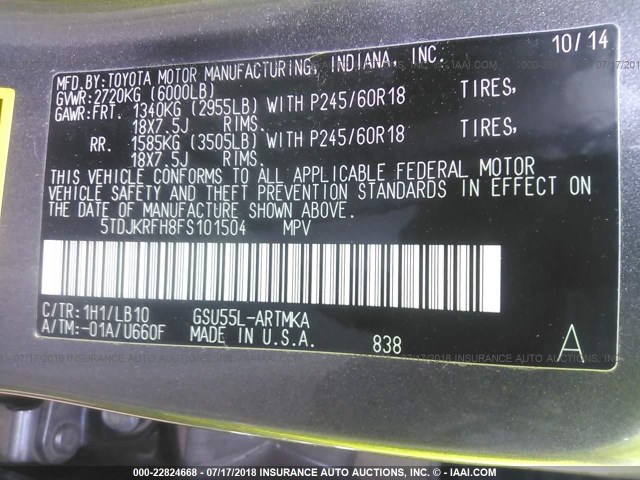 10/14
MFD.BY:TOYOTA MOTOR MANUFACTURING, INDIANA, INC.
GVWR:2720KG (6000LB)
GAWR:FRT. 1340KG (2955LB) WITH P245/60R18 TIRES,
18X7.5J RIMS.
RR. 1585KG (3505LB) WITH P245/60R18 TIRES,
18X7.5J RIMS.
THIS VEHICLE CONFORMS TO ALL APPLICABLE FEDERAL MOTOR
VEHICLE SAFETY AND THEFT PREVENTION STANDARDS IN EFFECT ON
THE DATE OF MANUFACTURE SHOWN ABOVE.
5TDJKRFH8FS101504 MPV
C/TR:1H1/LB10 GSU55L-ARTMKA
A/TM:-01A/U660F MADE IN U.S.A. 838 A
000-22824668 - 07/17/2018 - INSURANCE AUTO AUCTIONS - © - IAAI.COM